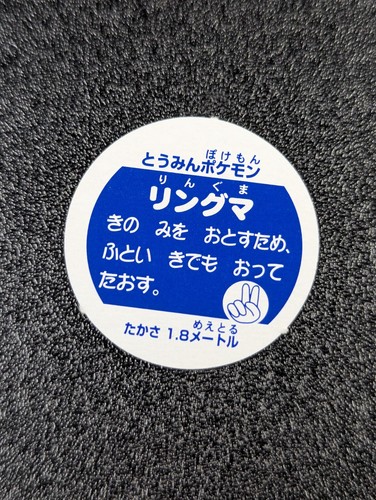 ぽけもん
とうみんポケモン
りんぐま
リングマ
きの みを おとすため、
ふとい きでも おって
たおす。
めえとる
たかさ 1.8メートル